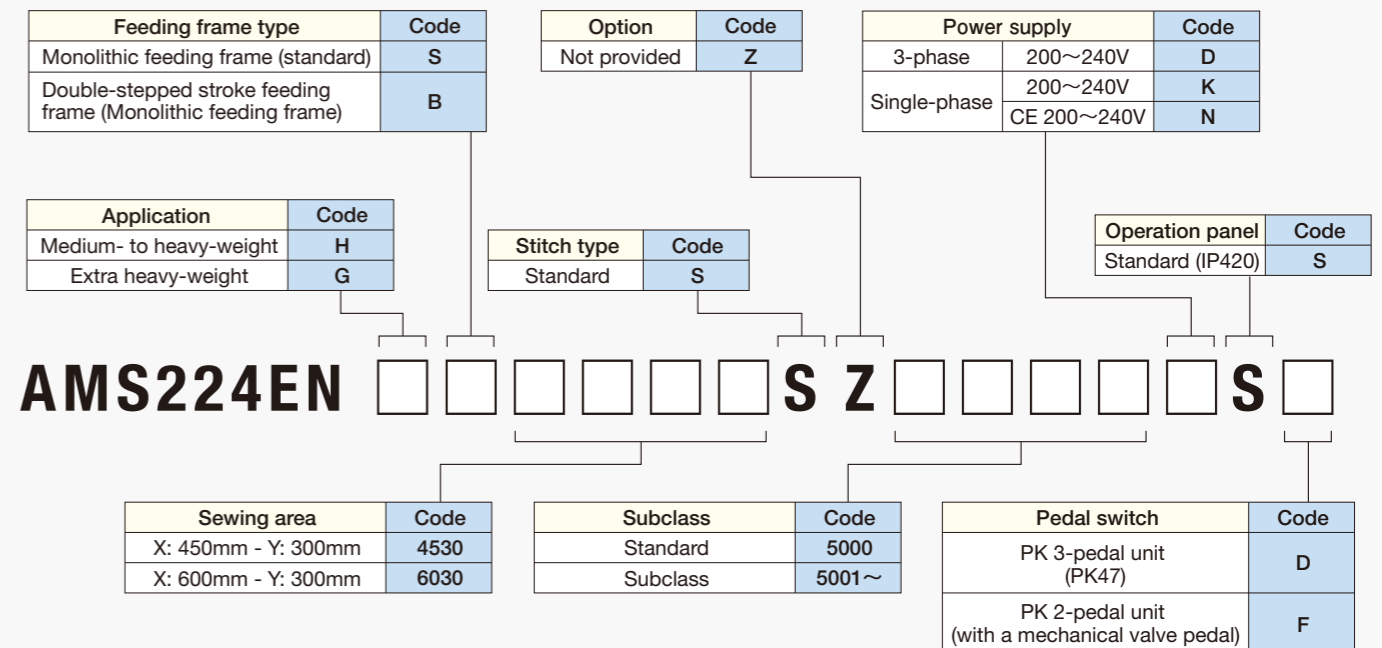 Feeding frame type Code
Monolithic feeding frame (standard) S
Double-stepped stroke feeding
frame (Monolithic feeding frame) B
Option Code
Not provided Z
Power supply Code
3-phase 200～240V D
Single-phase 200～240V K
CE 200～240V N
Application Code
Medium- to heavy-weight H
Extra heavy-weight G
Stitch type Code
Standard S
Operation panel Code
Standard (IP420) S
AMS224EN □□□□□□ S Z □□□□□ S □
Sewing area Code
X: 450mm - Y: 300mm 4530
X: 600mm - Y: 300mm 6030
Subclass Code
Standard 5000
Subclass 5001～
Pedal switch Code
PK 3-pedal unit
(PK47) D
PK 2-pedal unit
(with a mechanical valve pedal) F